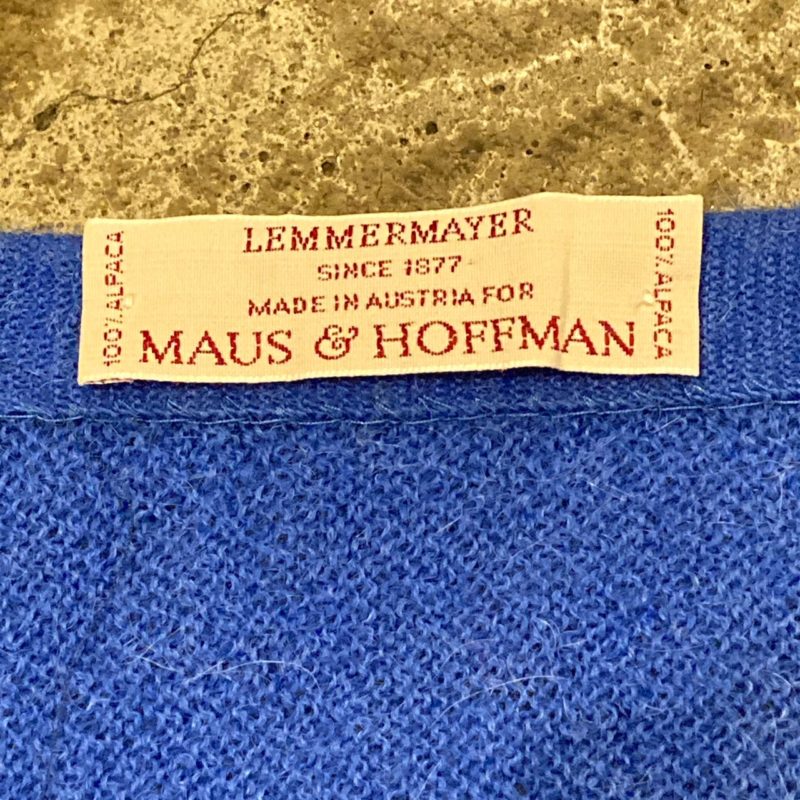 100% ALPACA
LEMMERMAYER
SINCE 1877
MADE IN AUSTRIA FOR
MAUS & HOFFMAN
100% ALPACA